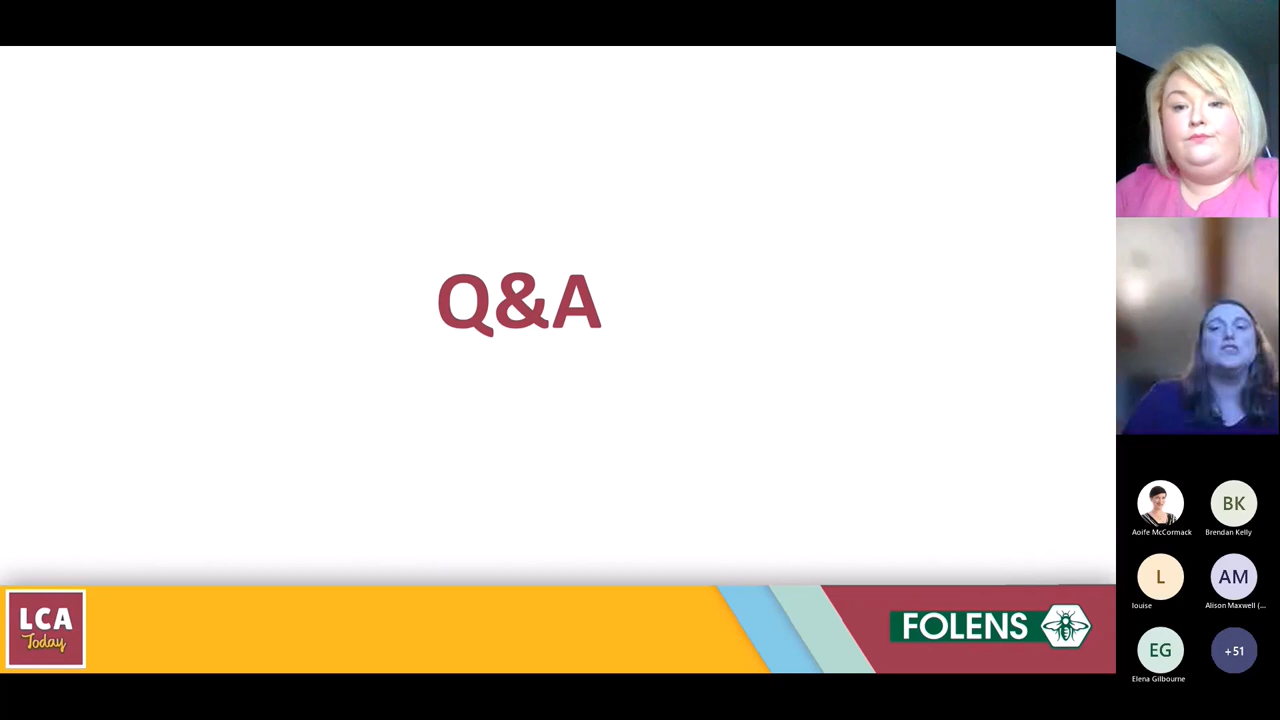 Q&A
LCA
Today
FOLENS
Aoife McCormack
BK
Brendan Kelly
L
louise
AM
Alison Maxwell (...
EG
Elena Gilbourne
+51